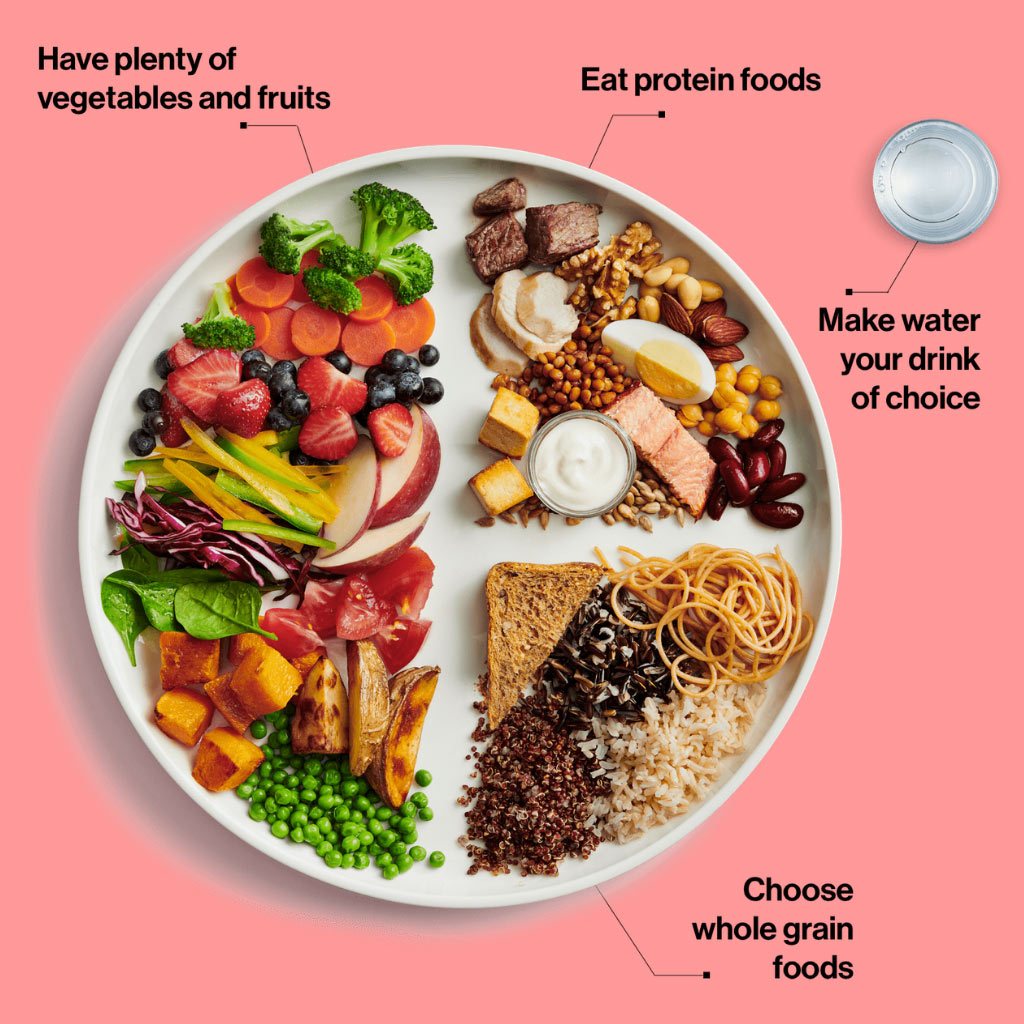 Have plenty of
vegetables and fruits
Eat protein foods
Make water
your drink
of choice
Choose
whole grain
foods